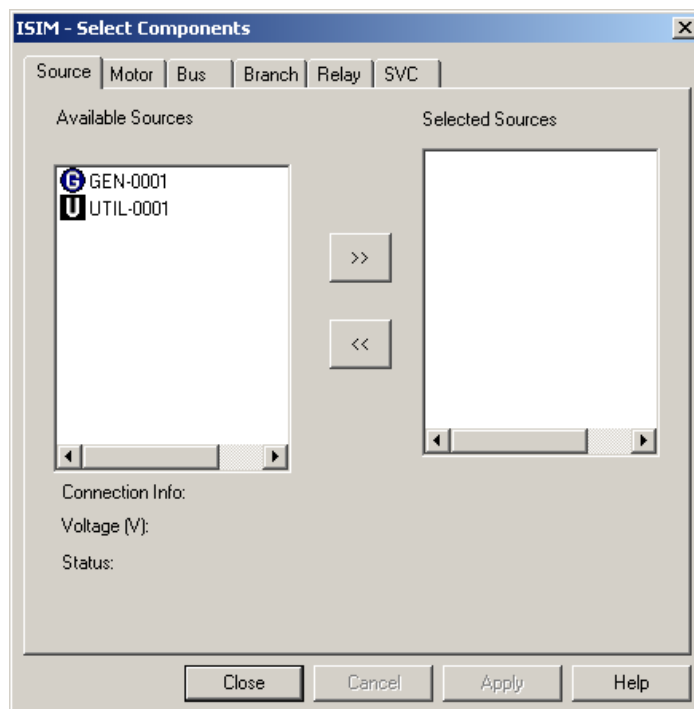 ISIM - Select Components
Source Motor Bus Branch Relay SVC
Available Sources
Selected Sources
G GEN-0001
U UTIL-0001
>>
<<
Connection Info:
Voltage (V):
Status:
Close Cancel Apply Help